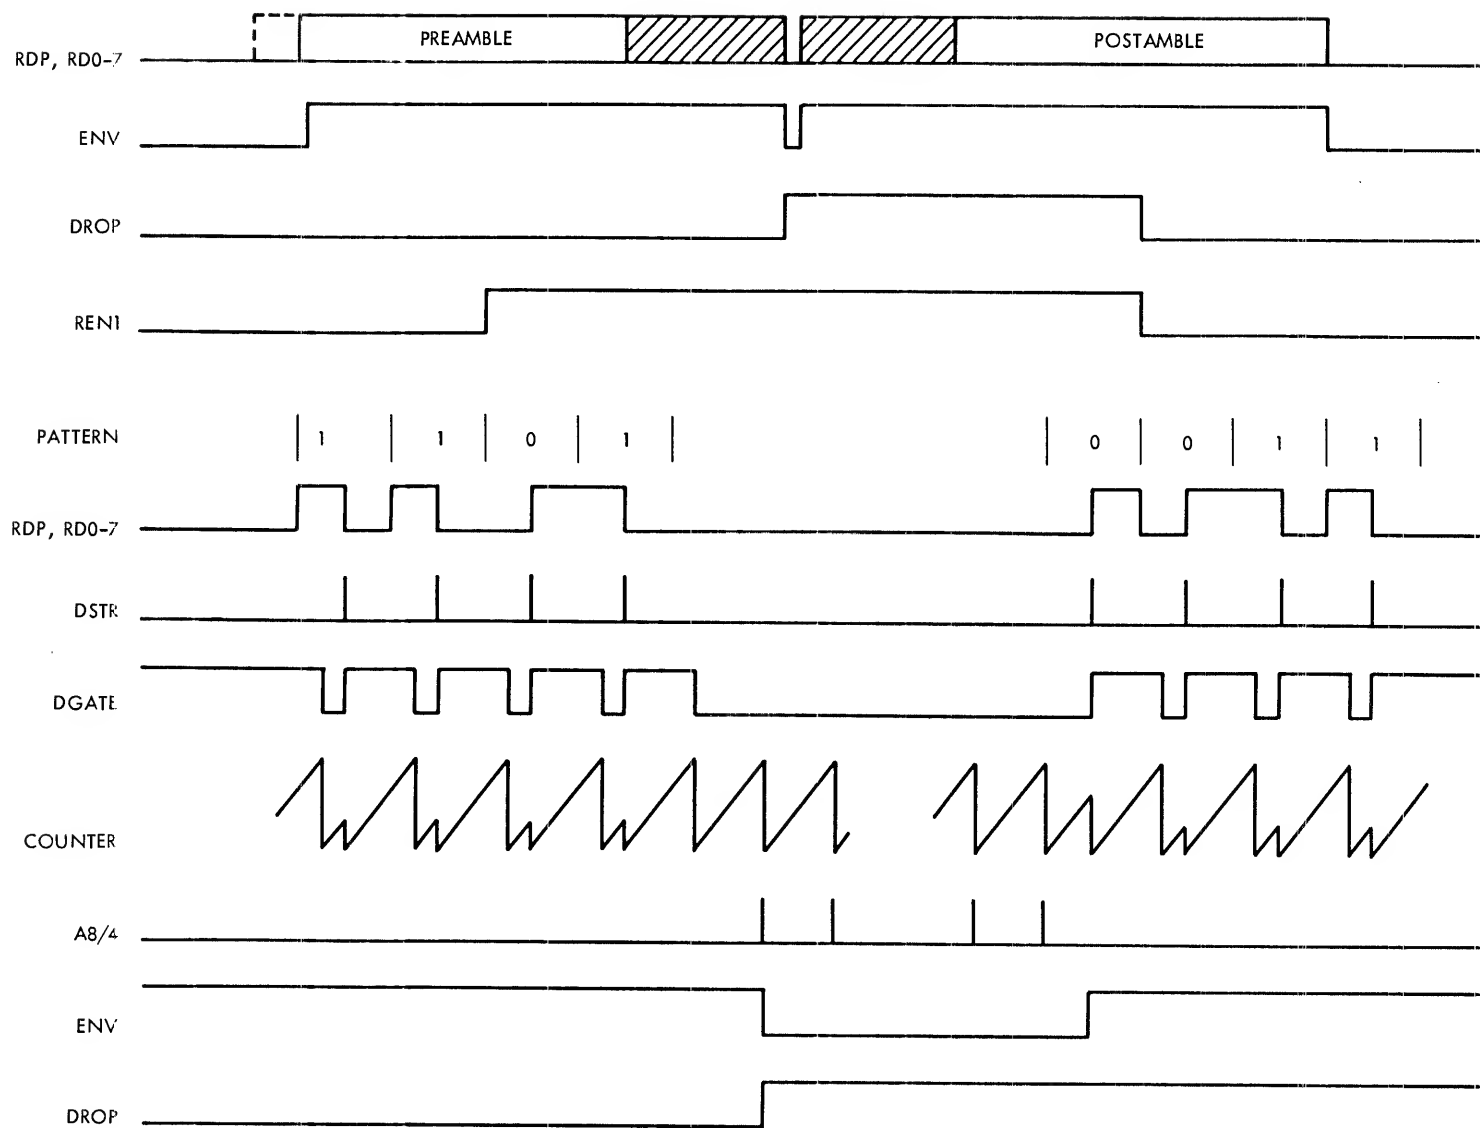 PREAMBLE POSTAMBLE
RDP, RD0-7
ENV
DROP
REN1
PATTERN 1 1 0 1 0 0 1 1
RDP, RD0-7
DSTR
DGATE
COUNTER
A8/4
ENV
DROP